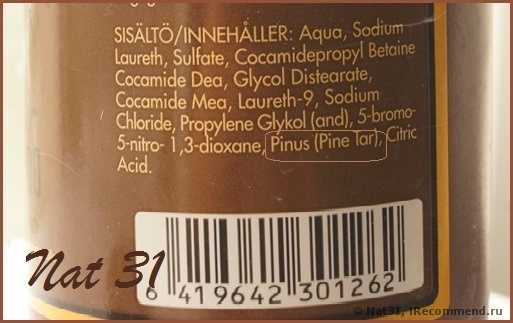 SISÄLTÖ/INNEHÅLLER: Aqua, Sodium
Laureth, Sulfate, Cocamidepropyl Betaine
Cocamide Dea, Glycol Distearate,
Cocamide Mea, Laureth-9, Sodium
Chloride, Propylene Glykol (and), 5-bromo-
5-nitro- 1,3-dioxane, Pinus (Pine Tar), Citric
Acid.
Nat 31
6 419642 301262
© Nat31, IRecommend.ru